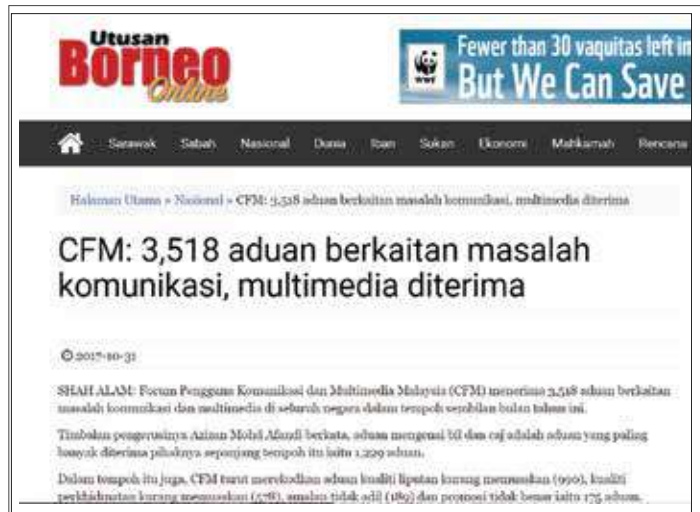 Utusan
Borneo
Online
WWF
Fewer than 30 vaquitas left in
But We Can Save
Sarawak Sabah Nasional Dunia Iban Sukan Ekonomi Mahkamah Rencana
Halaman Utama » Nasional » CFM: 3,518 aduan berkaitan masalah komunikasi, multimedia diterima
CFM: 3,518 aduan berkaitan masalah
komunikasi, multimedia diterima
2017-10-31
SHAH ALAM: Forum Pengguna Komunikasi dan Multimedia Malaysia (CFM) menerima 3,518 aduan berkaitan
masalah komunikasi dan multimedia di seluruh negara dalam tempoh sembilan bulan tahun ini.
Timbalan pengerusinya Azizan Mohd Afandi berkata, aduan mengenai bil dan caj adalah aduan yang paling
banyak diterima pihaknya sepanjang tempoh itu iaitu 1,229 aduan.
Dalam tempoh itu juga, CFM turut merekodkan aduan kualiti liputan kurang memuaskan (990), kualiti
perkhidmatan kurang memuaskan (578), amalan tidak adil (189) dan promosi tidak benar iaitu 175 aduan.